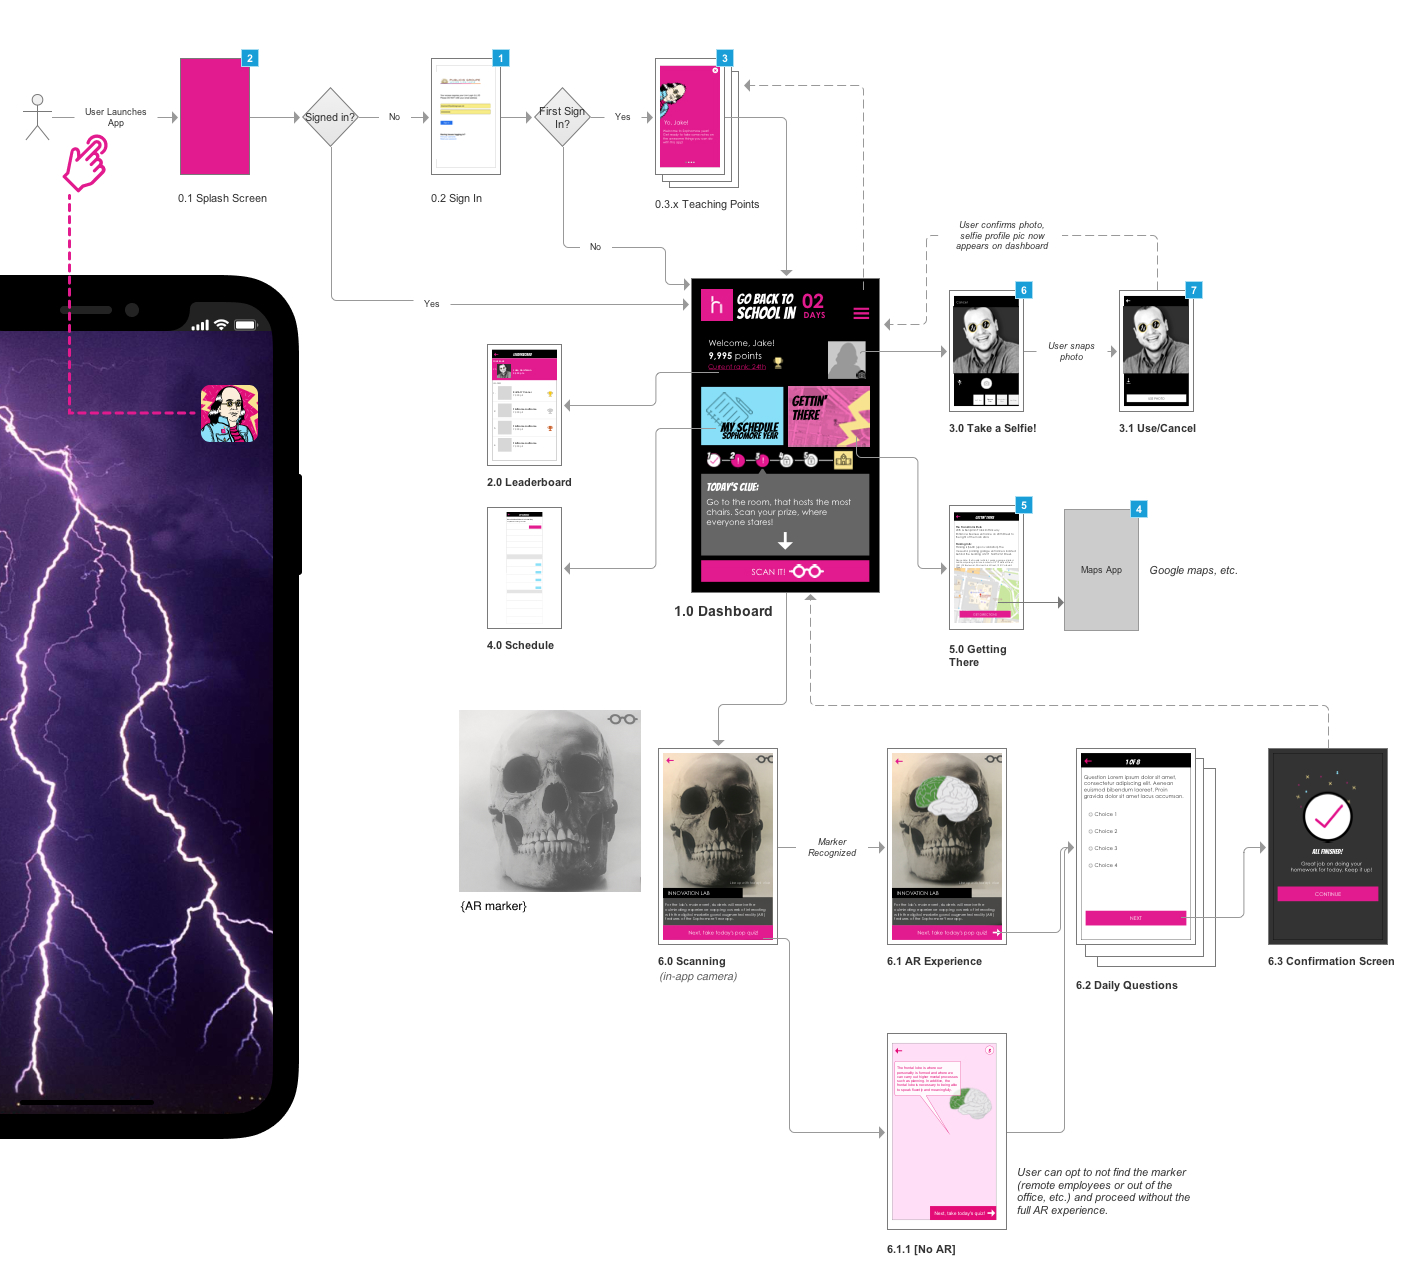 2
1
3
User Launches
App
Signed in?
No
First Sign
In?
Yes
Yo, Jake!
0.1 Splash Screen
0.2 Sign In
0.3.x Teaching Points
No
Yes
User confirms photo,
selfie profile pic now
appears on dashboard
h
GO BACK TO
SCHOOL IN
02
DAYS
Welcome, Jake!
9,995 points
Current rank: 24th
MY SCHEDULE
SOPHOMORE YEAR
GETTIN'
THERE
1
2
3
4
5
TODAY'S CLUE:
Go to the room, that hosts the most
chairs. Scan your prize, where
everyone stares!
SCAN IT!
1.0 Dashboard
LEADERBOARD
2.0 Leaderboard
4.0 Schedule
6
7
User snaps
photo
3.0 Take a Selfie!
3.1 Use/Cancel
5
GETTIN' THERE
4
Maps App
Google maps, etc.
5.0 Getting
There
{AR marker}
INNOVATION LAB
Next, take today's pop quiz!
6.0 Scanning
(in-app camera)
Marker
Recognized
INNOVATION LAB
Next, take today's pop quiz!
6.1 AR Experience
1 OF 8
Question Lorem ipsum dolor sit amet,
consectetur adipiscing elit. Aenean
euismod bibendum laoreet. Proin
gravida dolor sit amet lacus accumsan.
Choice 1
Choice 2
Choice 3
Choice 4
NEXT
6.2 Daily Questions
ALL FINISHED!
Great job on doing your
homework for today. Keep it up!
CONTINUE
6.3 Confirmation Screen
Next, take today's quiz!
User can opt to not find the marker
(remote employees or out of the
office, etc.) and proceed without the
full AR experience.
6.1.1 [No AR]